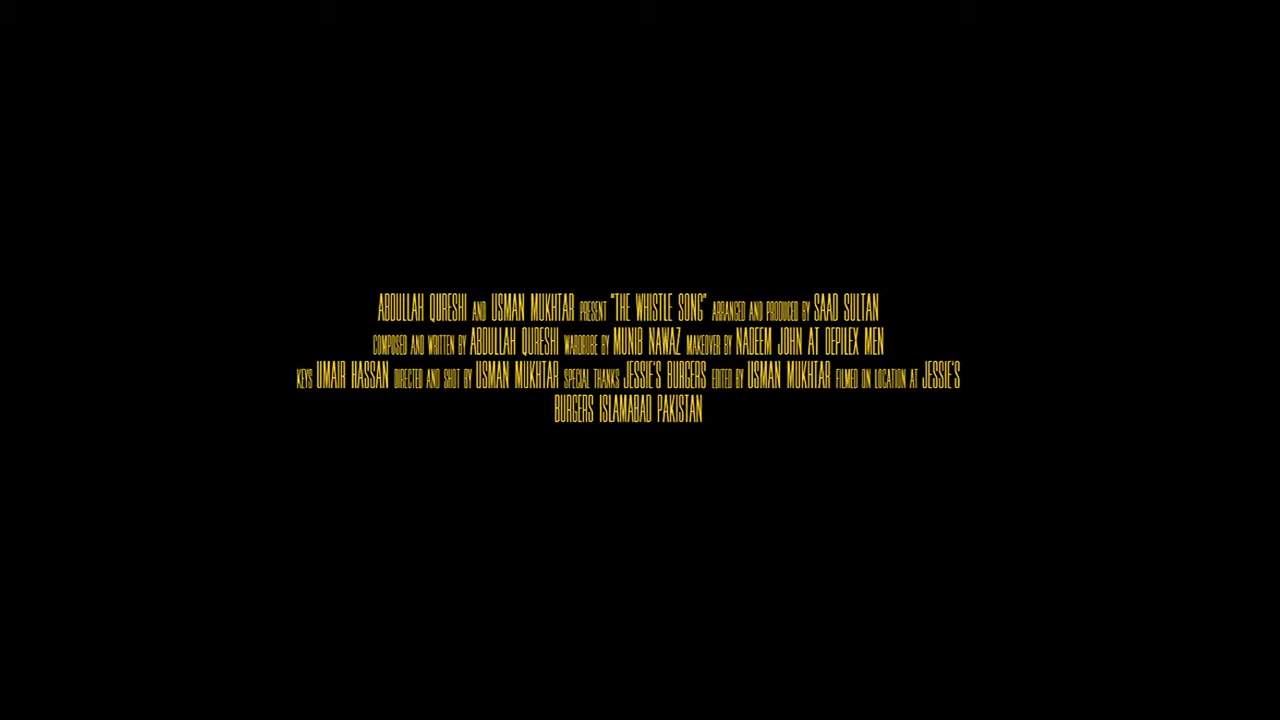 ABDULLAH QURESHI AND USMAN MUKHTAR PRESENT "THE WHISTLE SONG" ARRANGED AND PRODUCED BY SAAD SULTAN
COMPOSED AND WRITTEN BY ABDULLAH QURESHI WARDROBE BY MUNIB NAWAZ MAKEOVER BY NADEEM JOHN AT DEPILEX MEN
KEYS UMAIR HASSAN DIRECTED AND SHOT BY USMAN MUKHTAR SPECIAL THANKS JESSIE'S BURGERS EDITED BY USMAN MUKHTAR FILMED ON LOCATION AT JESSIE'S
BURGERS ISLAMABAD PAKISTAN